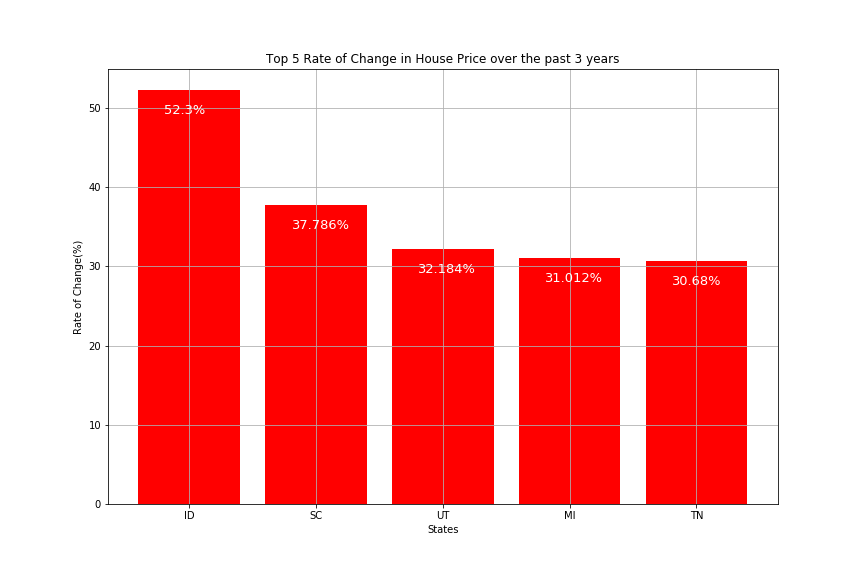 Top 5 Rate of Change in House Price over the past 3 years
Rate of Change(%)
50
40
30
20
10
0
52.3%
37.786%
32.184%
31.012%
30.68%
ID
SC
UT
MI
TN
States